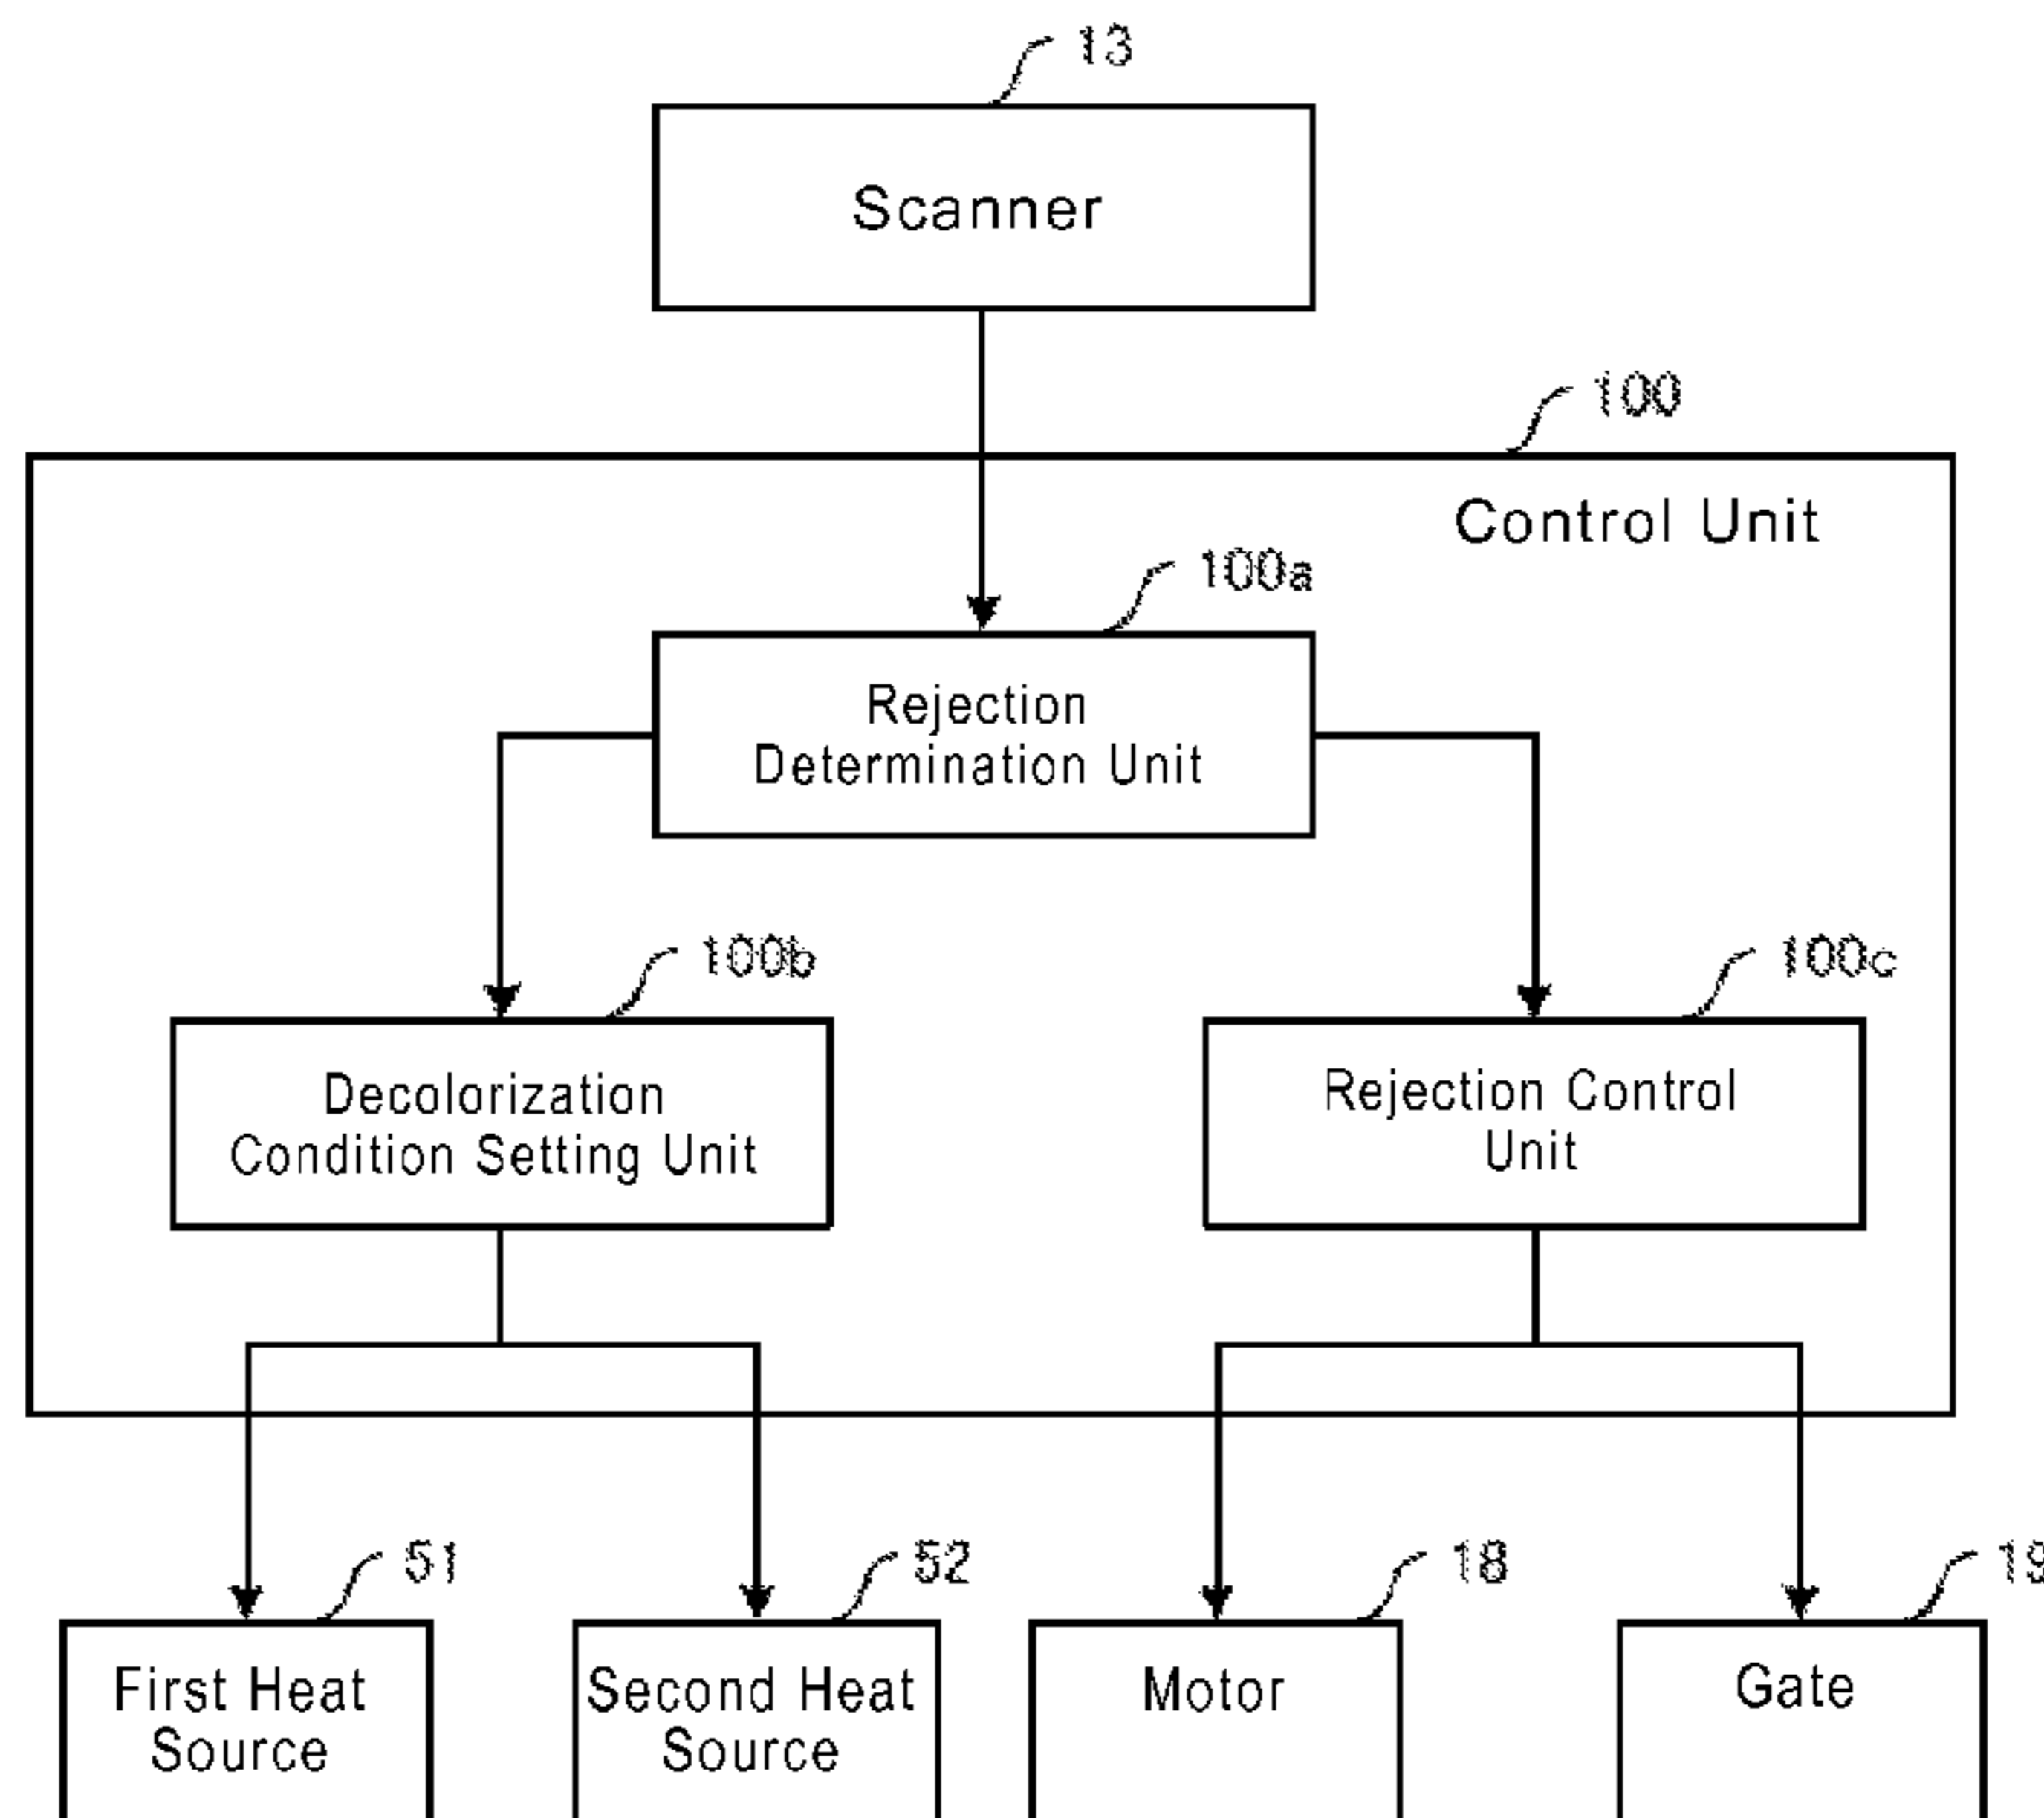 13
Scanner
100
Control Unit
100a
Rejection
Determination Unit
100b
100c
Decolorization
Condition Setting Unit
Rejection Control
Unit
51
52
18
19
First Heat
Source
Second Heat
Source
Motor
Gate